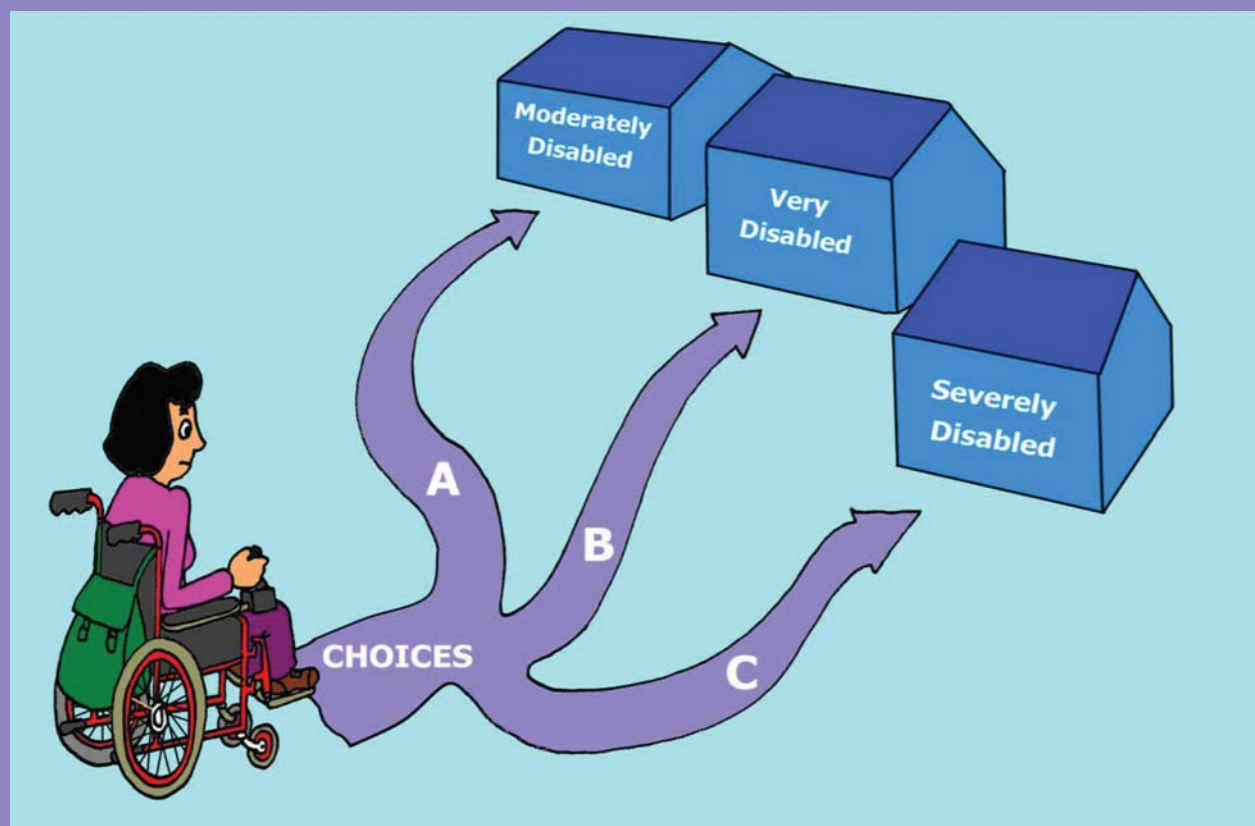 Moderately
Disabled
Very
Disabled
Severely
Disabled
A
B
CHOICES
C